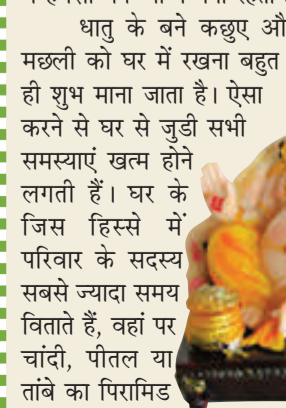 धातु के बने कछुए औ
मछली को घर में रखना बहुत
ही शुभ माना जाता है। ऐसा
करने से घर से जुडी सभी
समस्याएं खत्म होने
लगती हैं। घर के
जिस हिस्से में
परिवार के सदस्य
सबसे ज्यादा समय
विताते हैं, वहां पर
चांदी, पीतल या
तांबे का पिरामिड